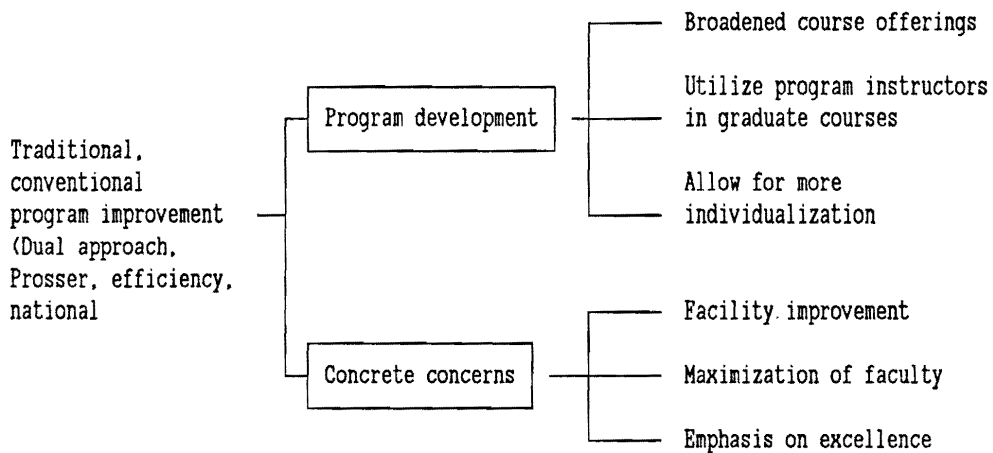 Traditional,
conventional
program improvement
(Dual approach,
Prosser, efficiency,
national
Program development
Broadened course offerings
Utilize program instructors
in graduate courses
Allow for more
individualization
Concrete concerns
Facility improvement
Maximization of faculty
Emphasis on excellence